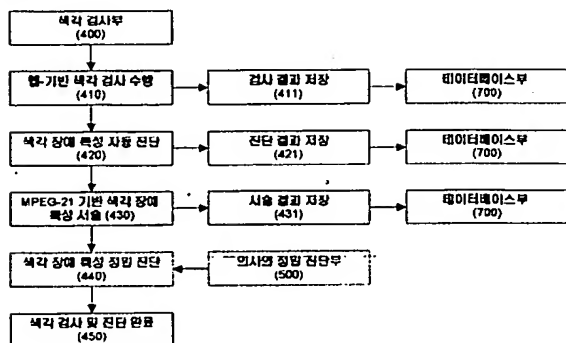 색각 검사부
(400)
웹-기반 색각 검사 수행
(410)
검사 결과 저장
(411)
데이터베이스부
(700)
색각 장애 특성 자동 진단
(420)
진단 결과 저장
(421)
데이터베이스부
(700)
MPEG-21 기반 색각 장애
특성 서술 (430)
서술 결과 저장
(431)
데이터베이스부
(700)
색각 장애 특성 정밀 진단
(440)
의사의 정밀 진단부
(500)
색각 검사 및 진단 완료
(450)